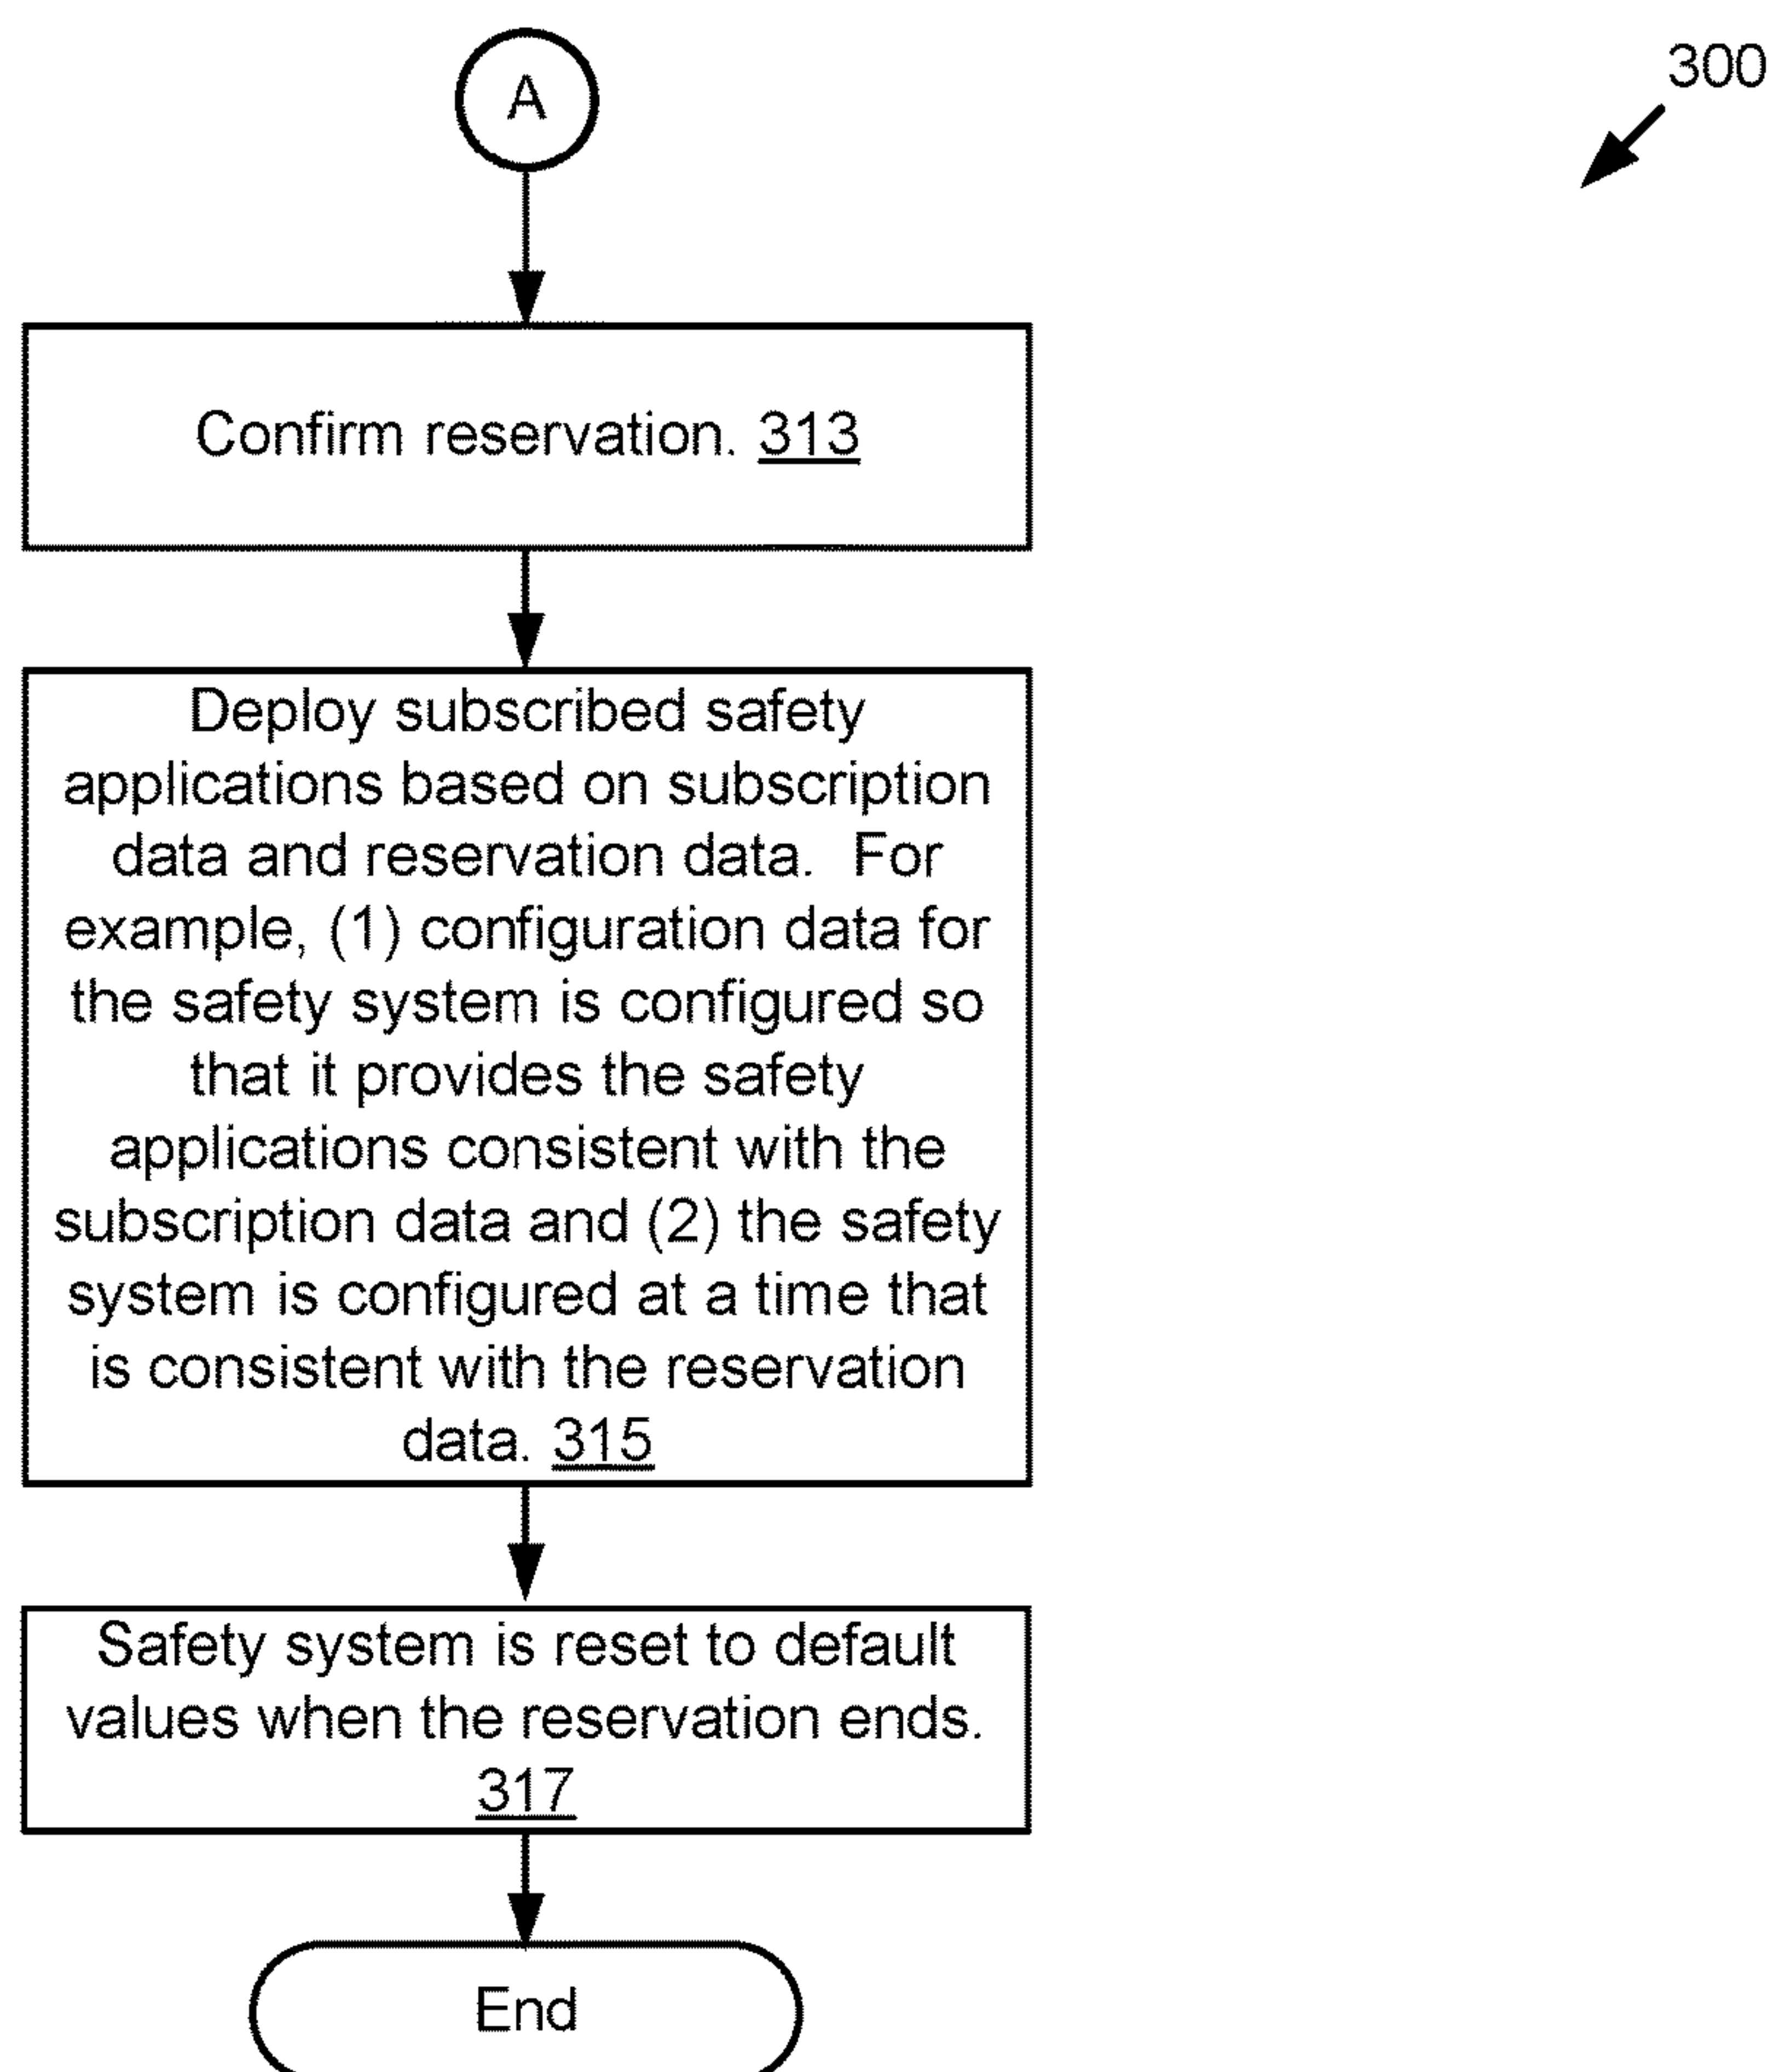 A
300
Confirm reservation. 313
Deploy subscribed safety
applications based on subscription
data and reservation data.  For
example, (1) configuration data for
the safety system is configured so
that it provides the safety
applications consistent with the
subscription data and (2) the safety
system is configured at a time that
is consistent with the reservation
data. 315
Safety system is reset to default
values when the reservation ends.
317
End